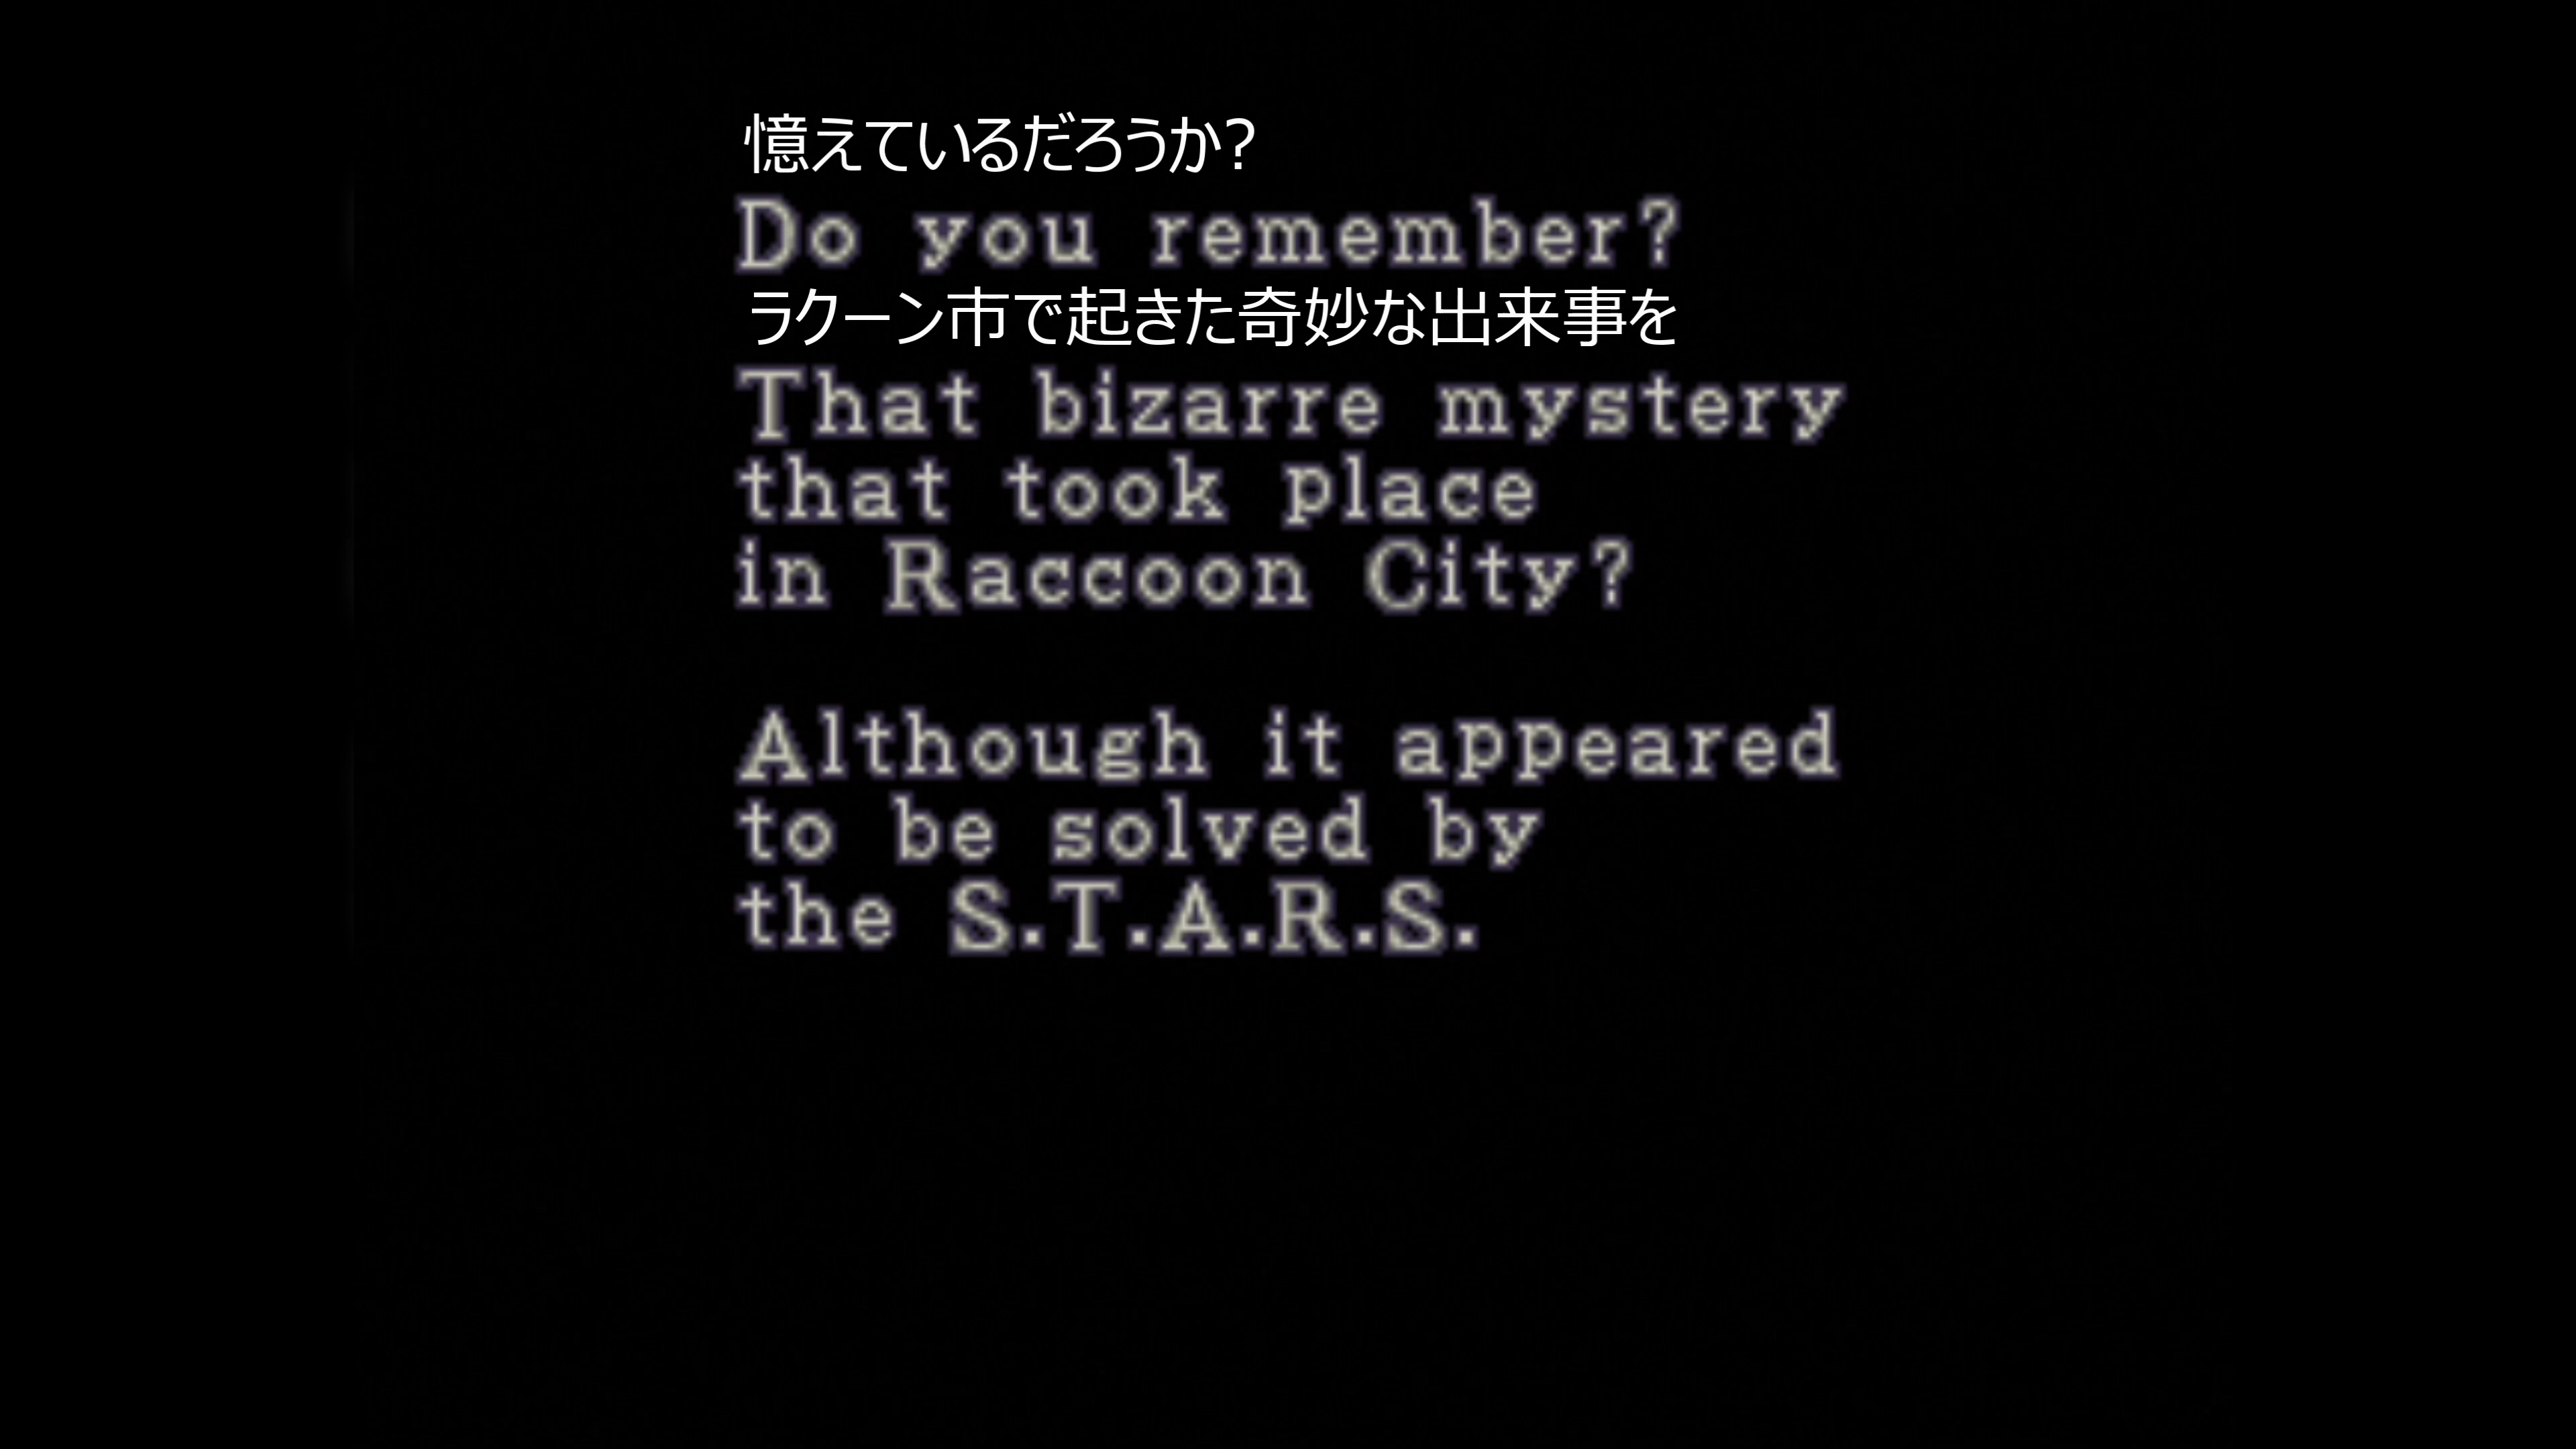 憶えているだろうか?
Do you remember?
ラクーン市で起きた奇妙な出来事を
That bizarre mystery
that took place
in Raccoon City?
Although it appeared
to be solved by
the S.T.A.R.S.